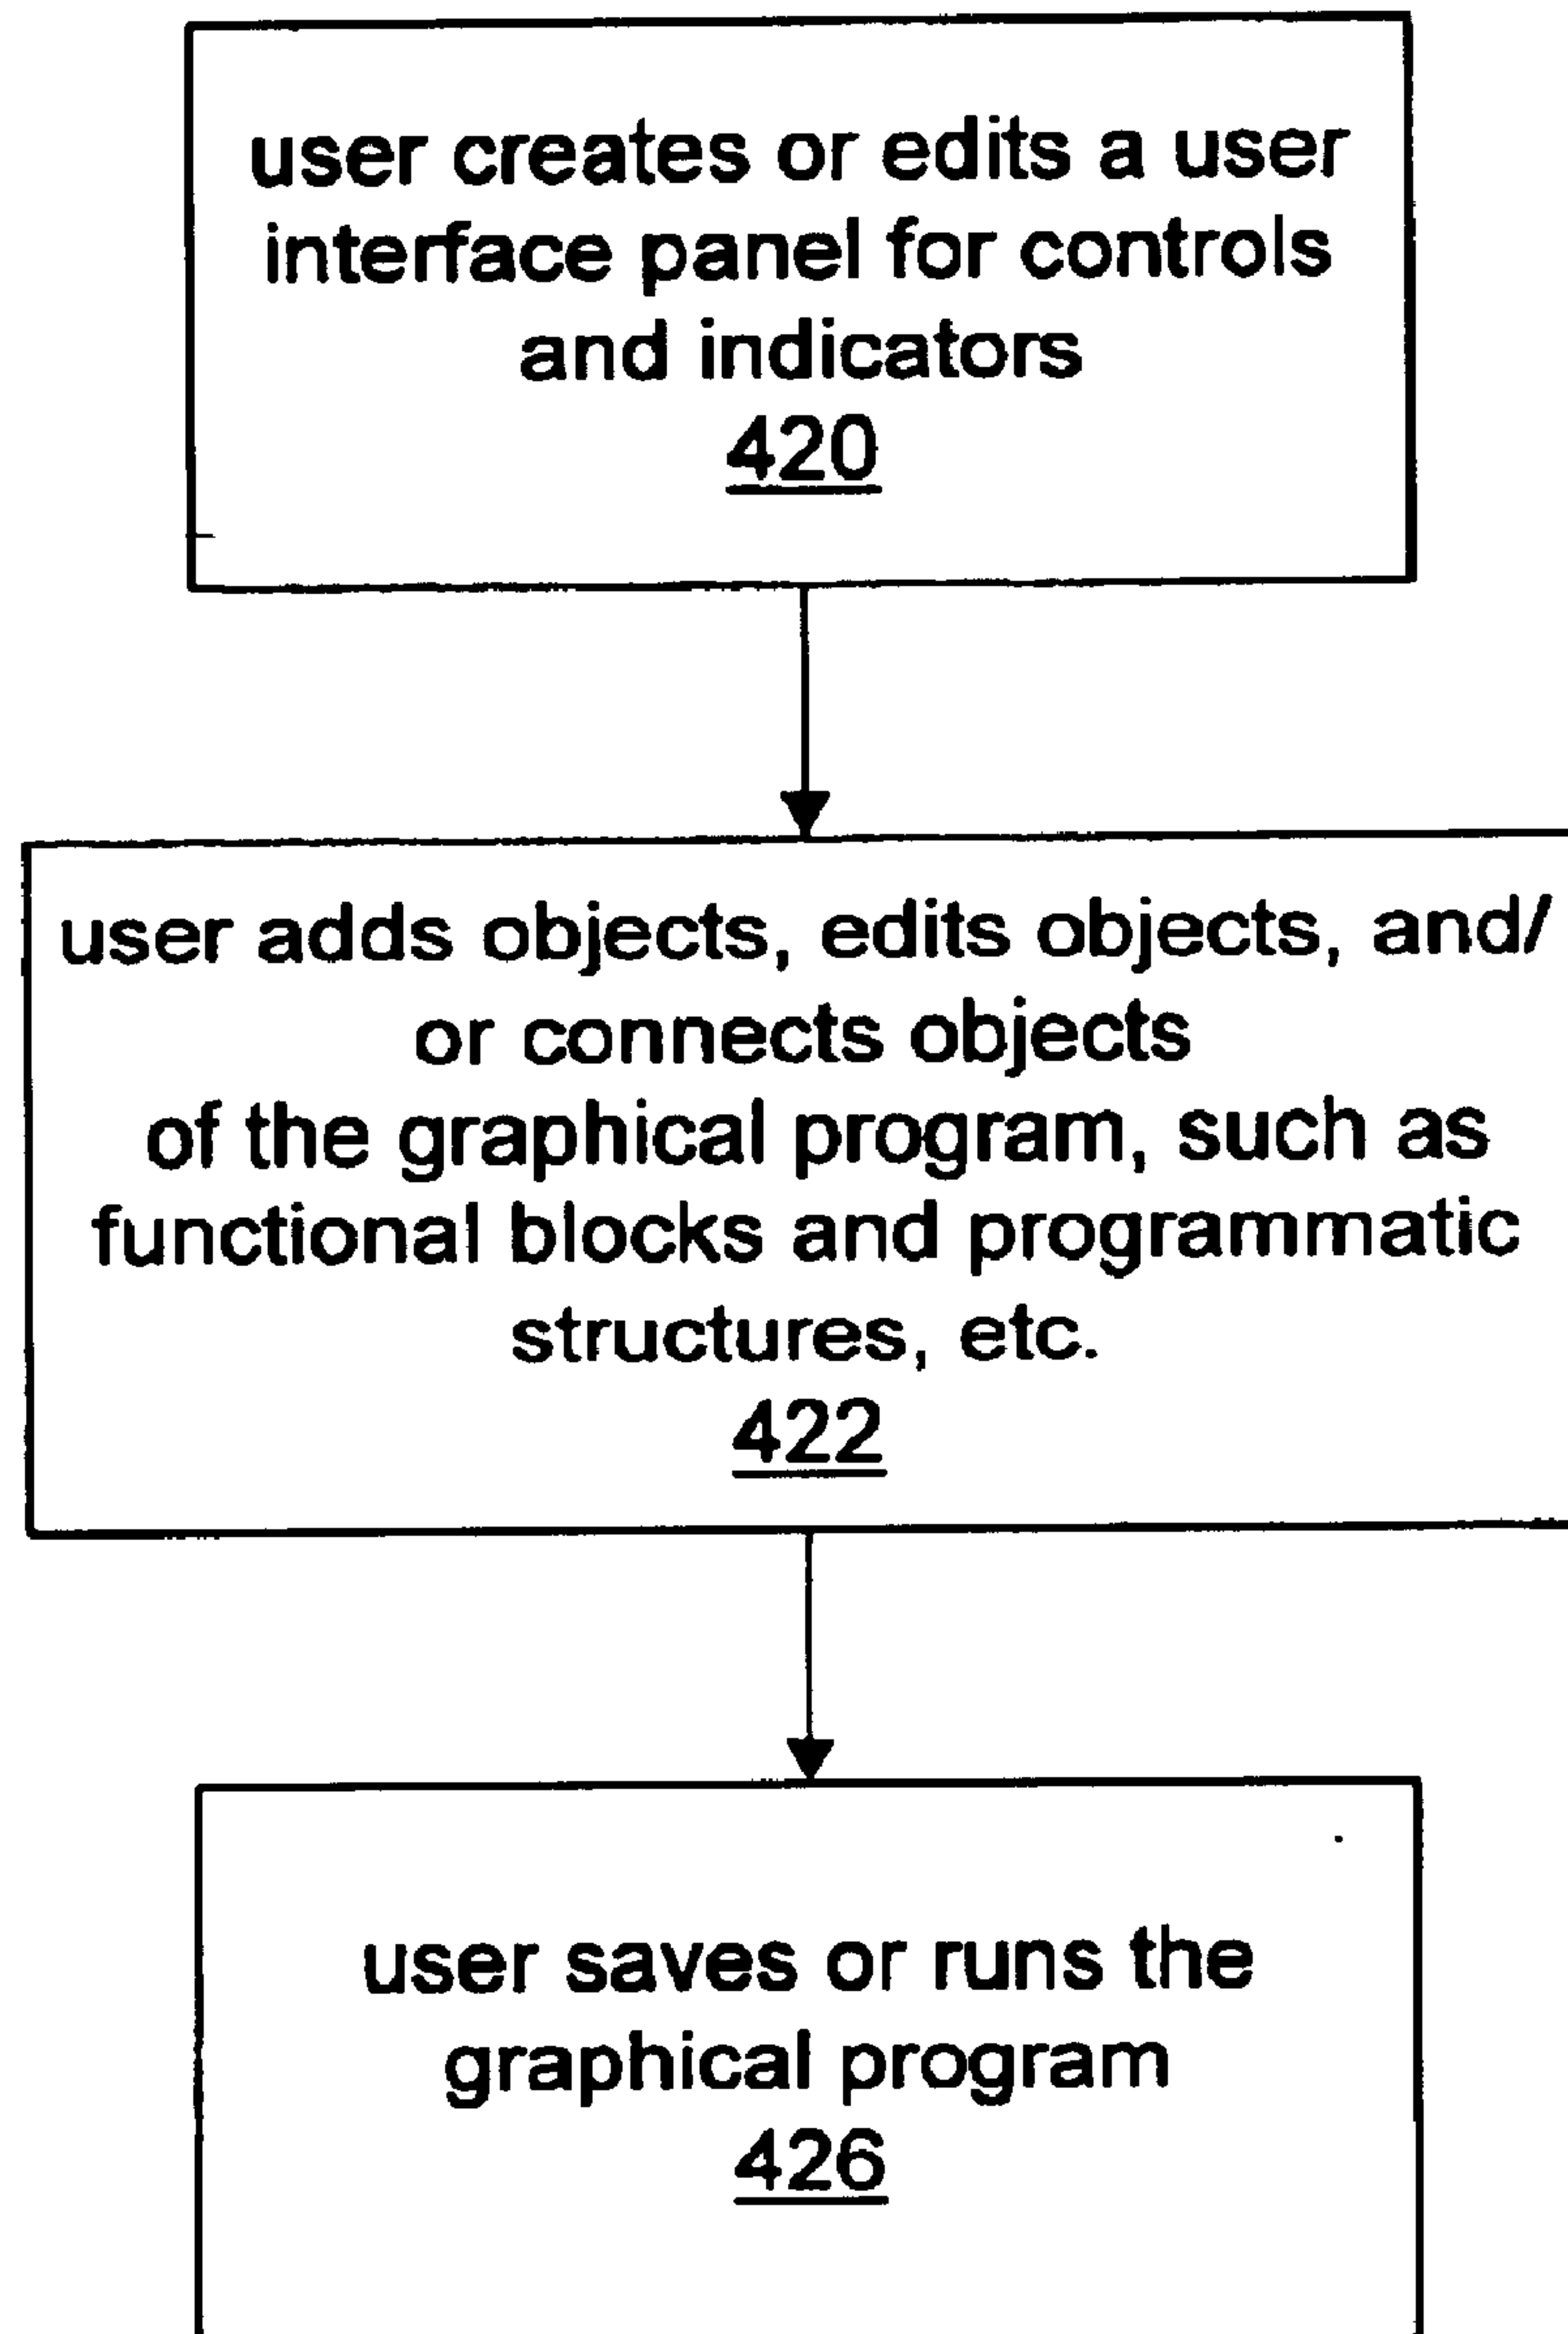 user creates or edits a user
interface panel for controls
and indicators
420
user adds objects, edits objects, and/
or connects objects
of the graphical program, such as
functional blocks and programmatic
structures, etc.
422
user saves or runs the
graphical program
426